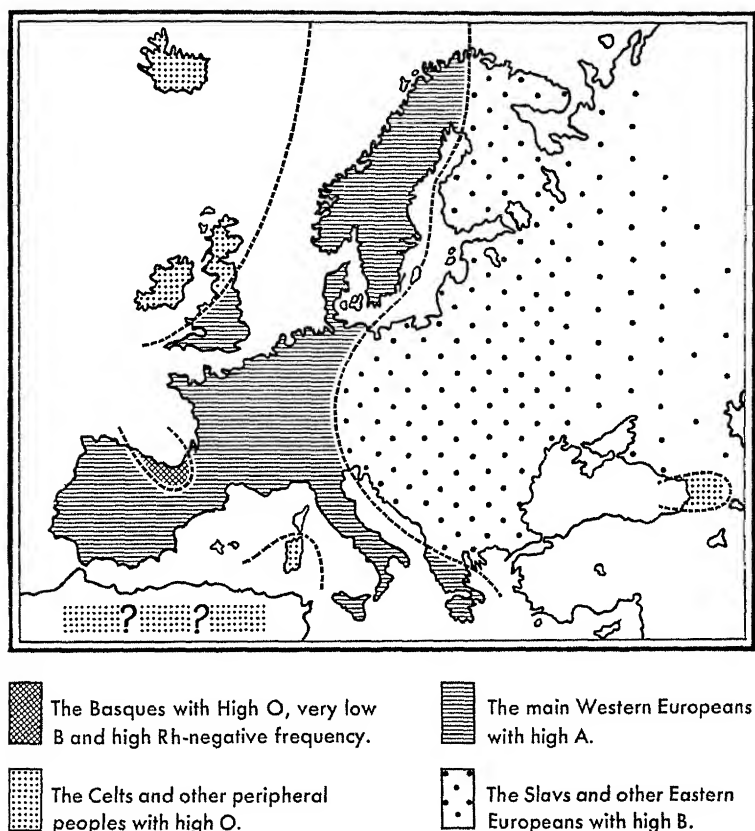 ? ?
The Basques with High O, very low
B and high Rh-negative frequency.
The main Western Europeans
with high A.
The Celts and other peripheral
peoples with high O.
The Slavs and other Eastern
Europeans with high B.